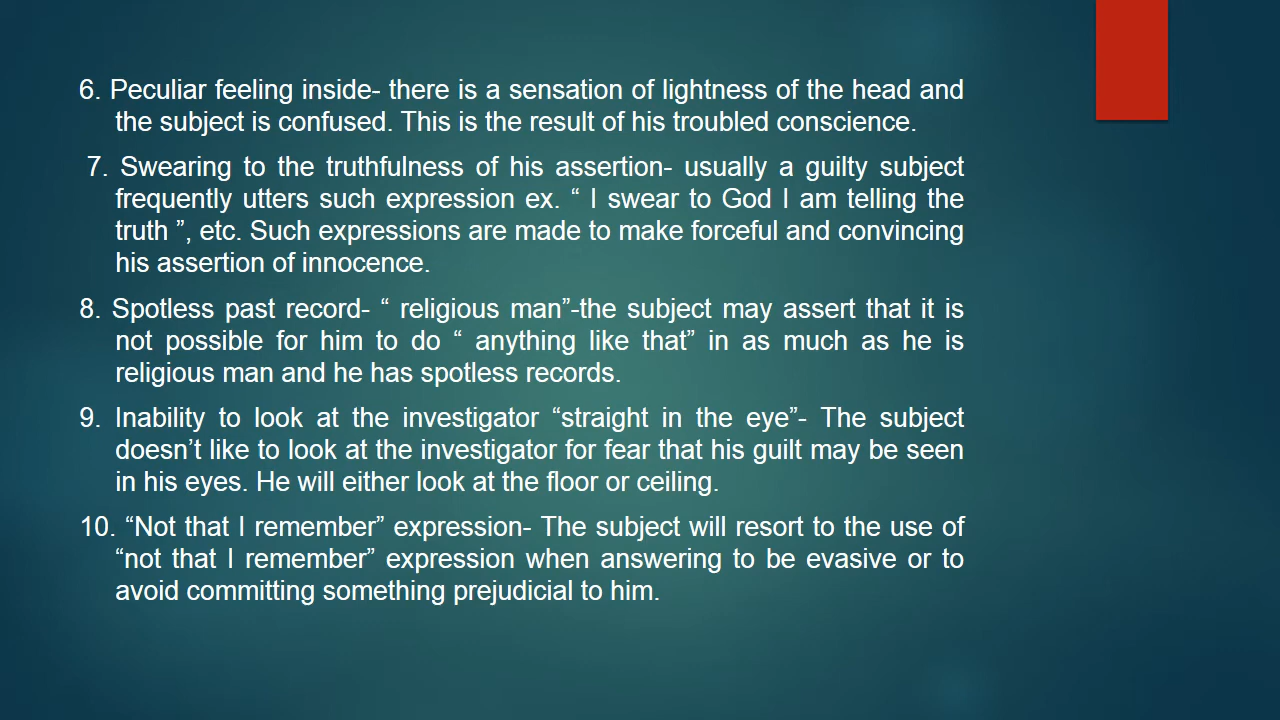 6. Peculiar feeling inside- there is a sensation of lightness of the head and
the subject is confused. This is the result of his troubled conscience.
7. Swearing to the truthfulness of his assertion- usually a guilty subject
frequently utters such expression ex. “ I swear to God I am telling the
truth ”, etc. Such expressions are made to make forceful and convincing
his assertion of innocence.
8. Spotless past record- “ religious man”-the subject may assert that it is
not possible for him to do “ anything like that” in as much as he is
religious man and he has spotless records.
9. Inability to look at the investigator “straight in the eye”- The subject
doesn’t like to look at the investigator for fear that his guilt may be seen
in his eyes. He will either look at the floor or ceiling.
10. “Not that I remember” expression- The subject will resort to the use of
“not that I remember” expression when answering to be evasive or to
avoid committing something prejudicial to him.